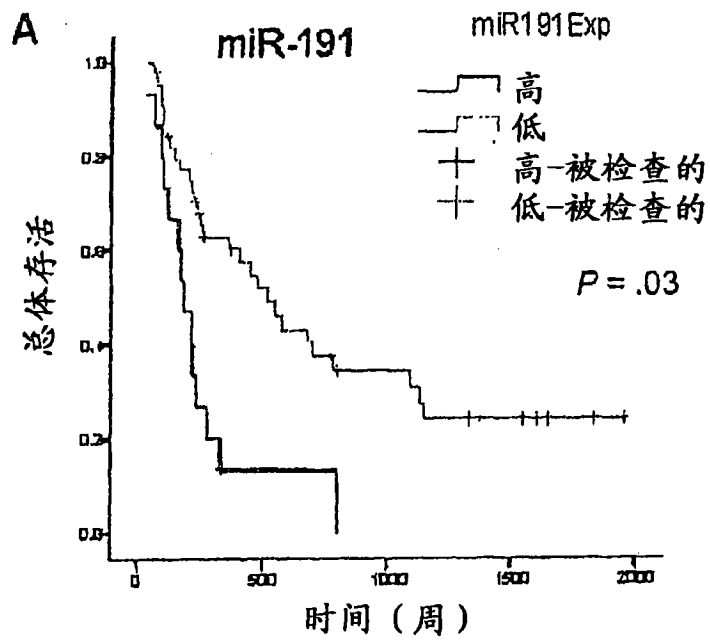 A
miR-191
miR191Exp
高
低
高-被检查的
低-被检查的
P = .03
总体存活
1.0
0.2
0.0
0
500
1000
1500
2000
时间（周）